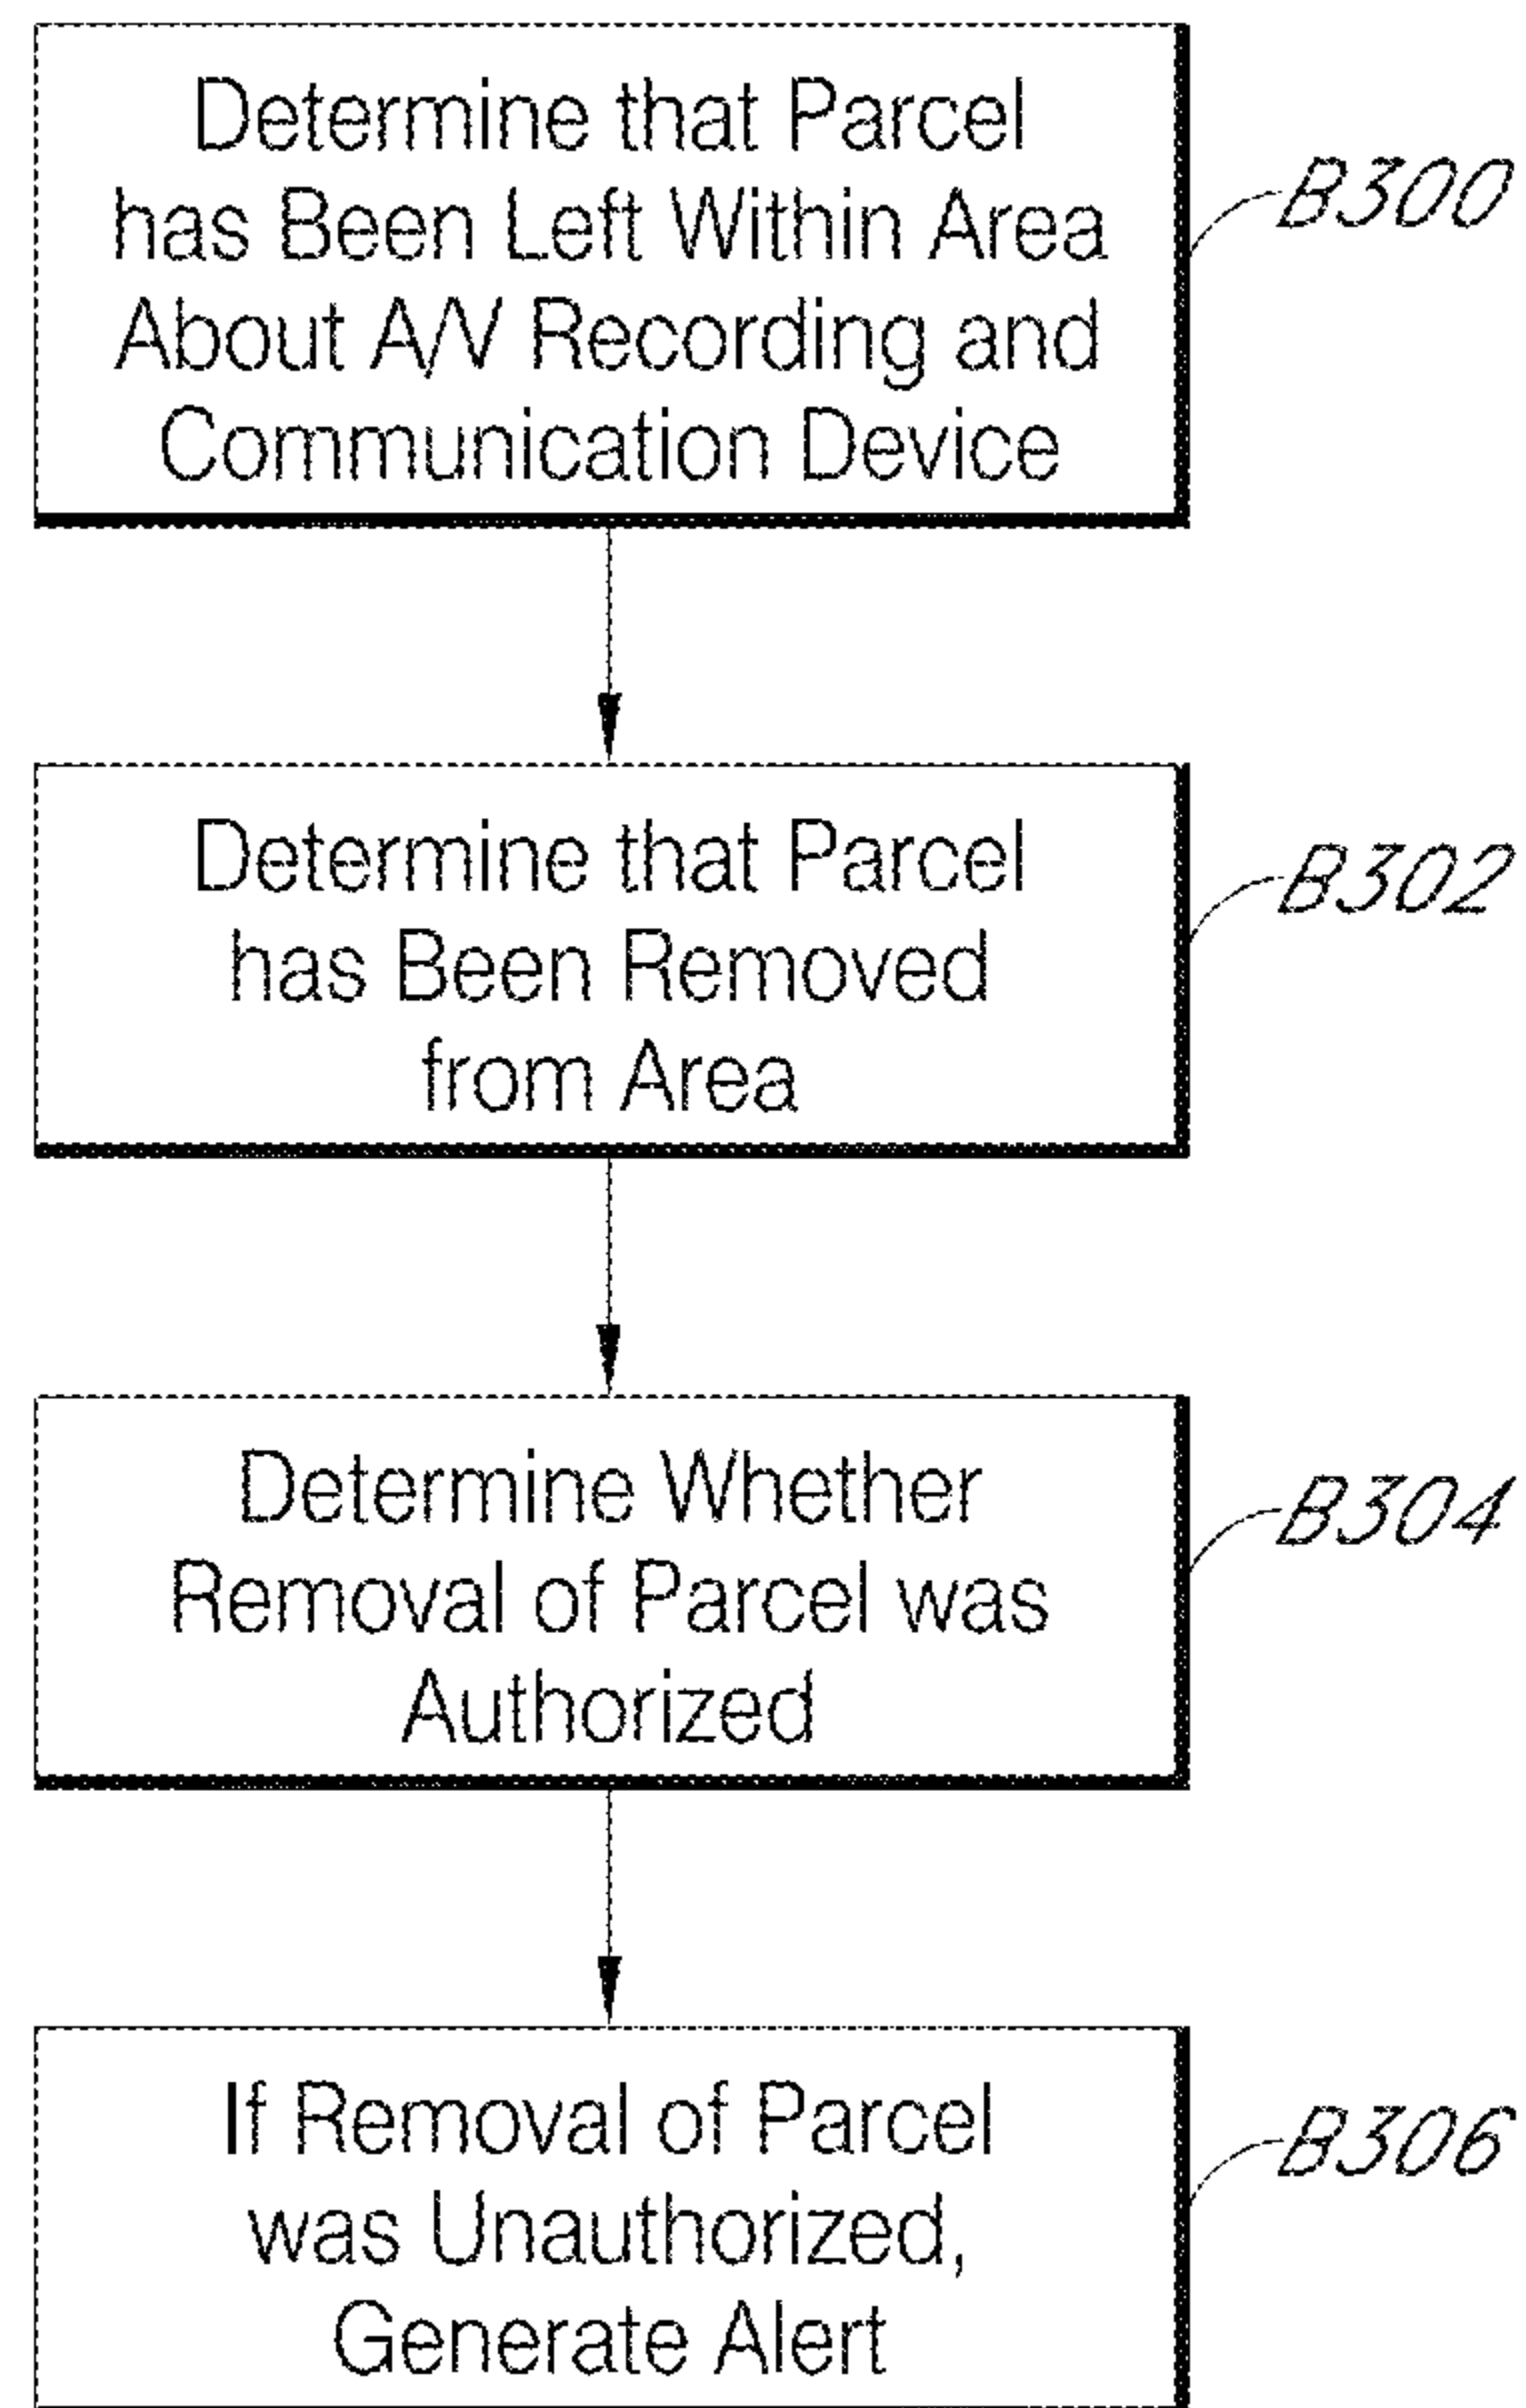 Determine that Parcel
has Been Left Within Area
About A/V Recording and
Communication Device
B300
Determine that Parcel
has Been Removed
from Area
B302
Determine Whether
Removal of Parcel was
Authorized
B304
If Removal of Parcel
was Unauthorized,
Generate Alert
B306